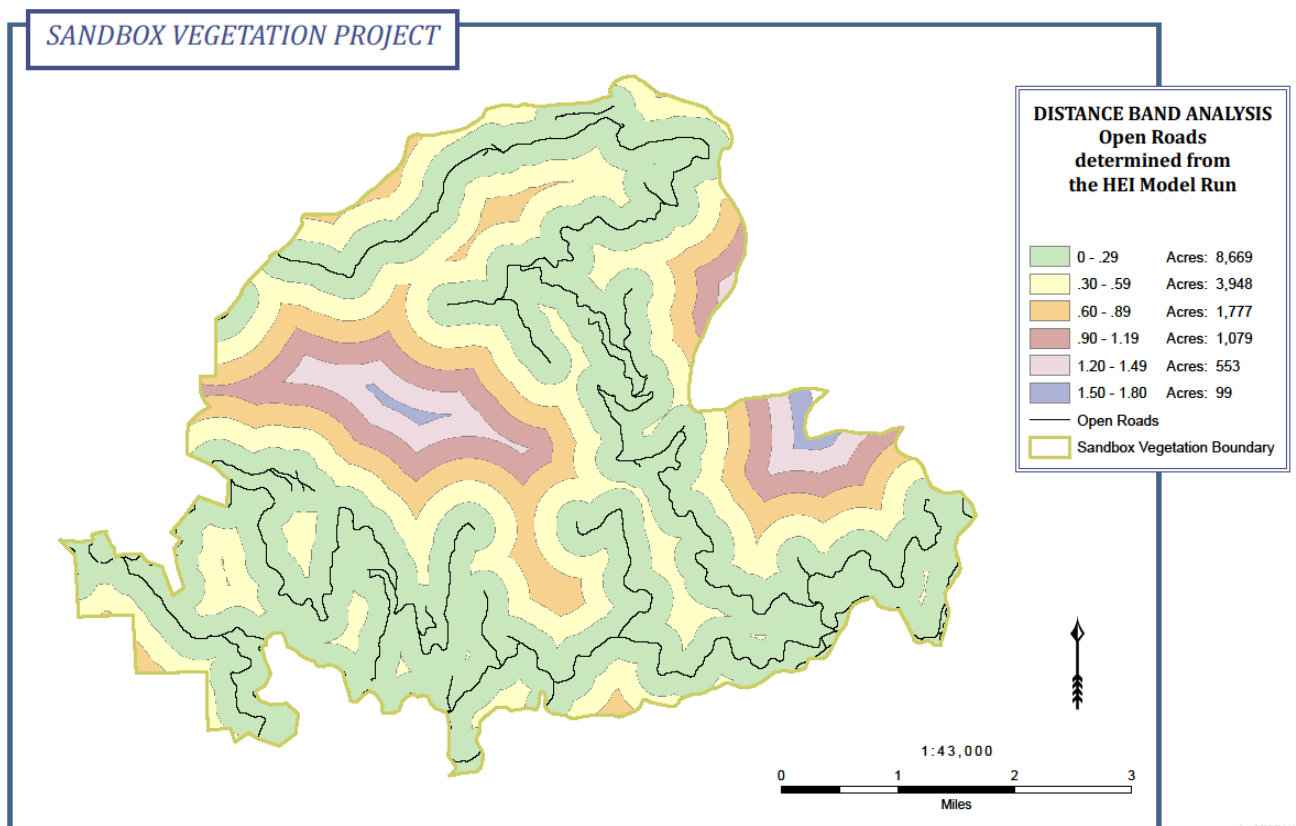 SANDBOX VEGETATION PROJECT
DISTANCE BAND ANALYSIS
Open Roads
determined from
the HEI Model Run
0 - .29 Acres: 8,669
.30 - .59 Acres: 3,948
.60 - .89 Acres: 1,777
.90 - 1.19 Acres: 1,079
1.20 - 1.49 Acres: 553
1.50 - 1.80 Acres: 99
Open Roads
Sandbox Vegetation Boundary
1:43,000
0 1 2 3
Miles